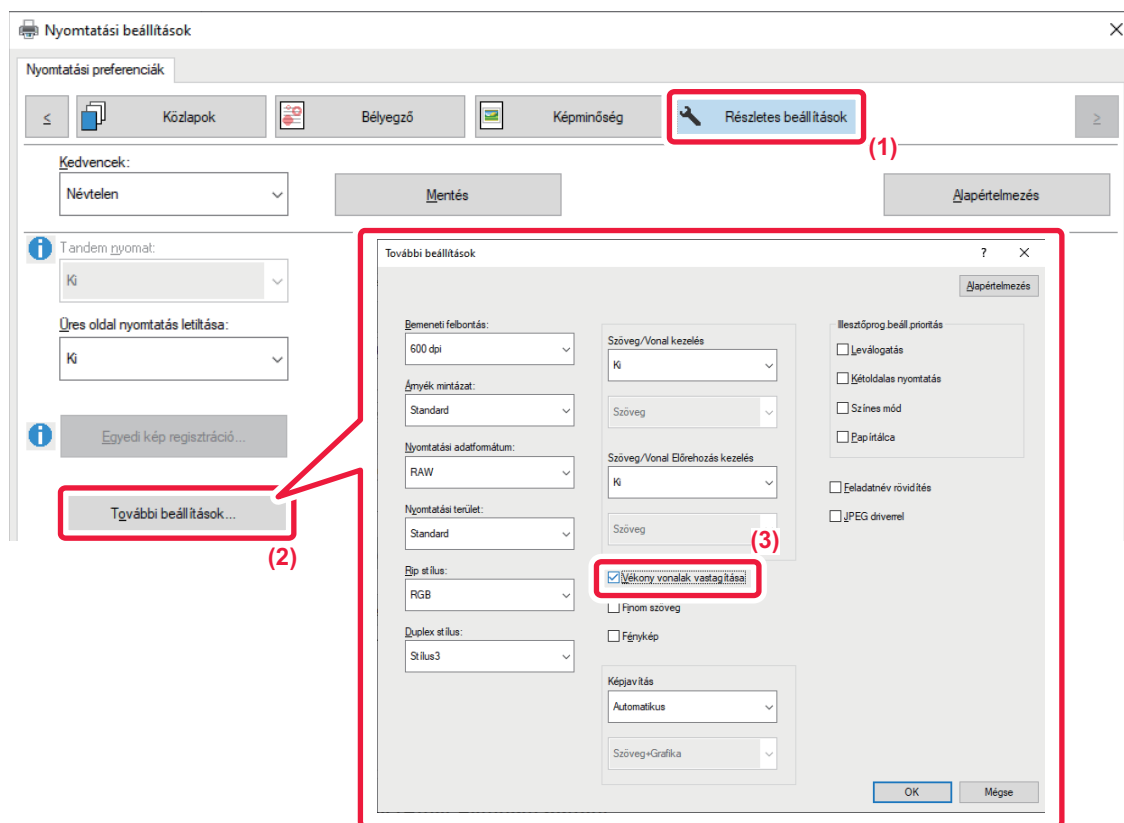 Nyomtatási beállítások
Nyomtatási preferenciák
<
Közlapok
Bélyegző
Képminőség
Részletes beállítások
>
(1)
Kedvencek:
Névtelen
Mentés
Alapértelmezés
Tandem nyomat:
Ki
Üres oldal nyomtatás letiltása:
Ki
Egyedi kép regisztráció...
További beállítások...
(2)
További beállítások
?
Alapértelmezés
Bemeneti felbontás:
600 dpi
Árnyék mintázat:
Standard
Nyomtatási adatformátum:
RAW
Nyomtatási terület:
Standard
Rip stílus:
RGB
Duplex stílus:
Stílus3
Szöveg/Vonal kezelés
Ki
Szöveg
Szöveg/Vonal Előrehozás kezelés
Ki
Szöveg
(3)
Vékony vonalak vastagítása
Finom szöveg
Fénykép
Képjavítás
Automatikus
Szöveg+Grafika
Illesztőprog.beáll.prioritás
Leválogatás
Kétoldalas nyomtatás
Színes mód
Papírtálca
Feladatnév rövidítés
JPEG driverrel
OK
Mégse